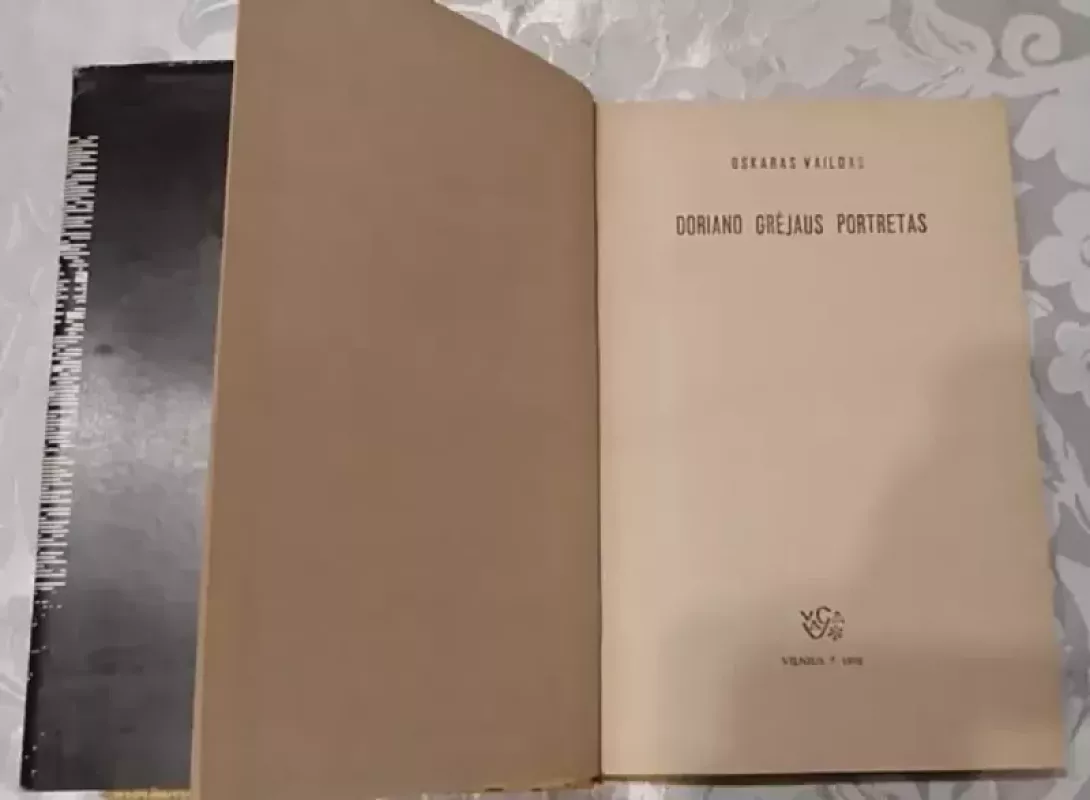 OSKARAS VAILDAS
DORIANO GRĖJAUS PORTRETAS
VILNIUS